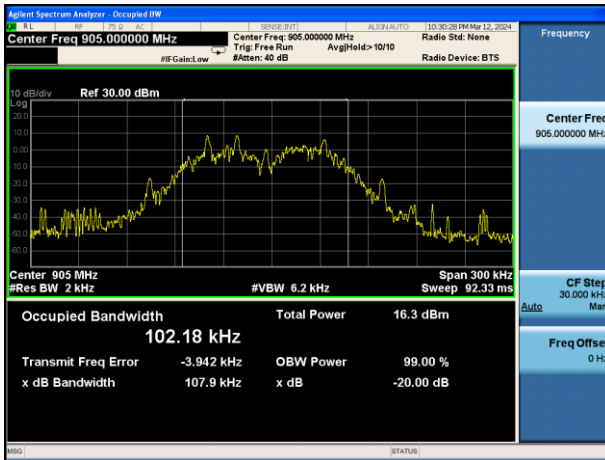 Agilent Spectrum Analyzer - Occupied BW
RL RF 75 Ω AC SENSE:INT ALIGN AUTO 10:30:28 PM Mar 12, 2024
Center Freq 905.000000 MHz
Center Freq: 905.000000 MHz
Radio Std: None
Trig: Free Run Avg|Hold:>10/10
#IFGain:Low #Atten: 40 dB Radio Device: BTS
10 dB/div Ref 30.00 dBm
Log
20.0
10.0
0.00
-10.0
-20.0
-30.0
-40.0
-50.0
-60.0
Center 905 MHz Span 300 kHz
#Res BW 2 kHz #VBW 6.2 kHz Sweep 92.33 ms
Occupied Bandwidth Total Power 16.3 dBm
102.18 kHz
Transmit Freq Error -3.942 kHz OBW Power 99.00 %
x dB Bandwidth 107.9 kHz x dB -20.00 dB
MSG STATUS
Frequency
Center Freq
905.000000 MHz
CF Step
30.000 kHz
Auto Man
Freq Offse
0 Hz